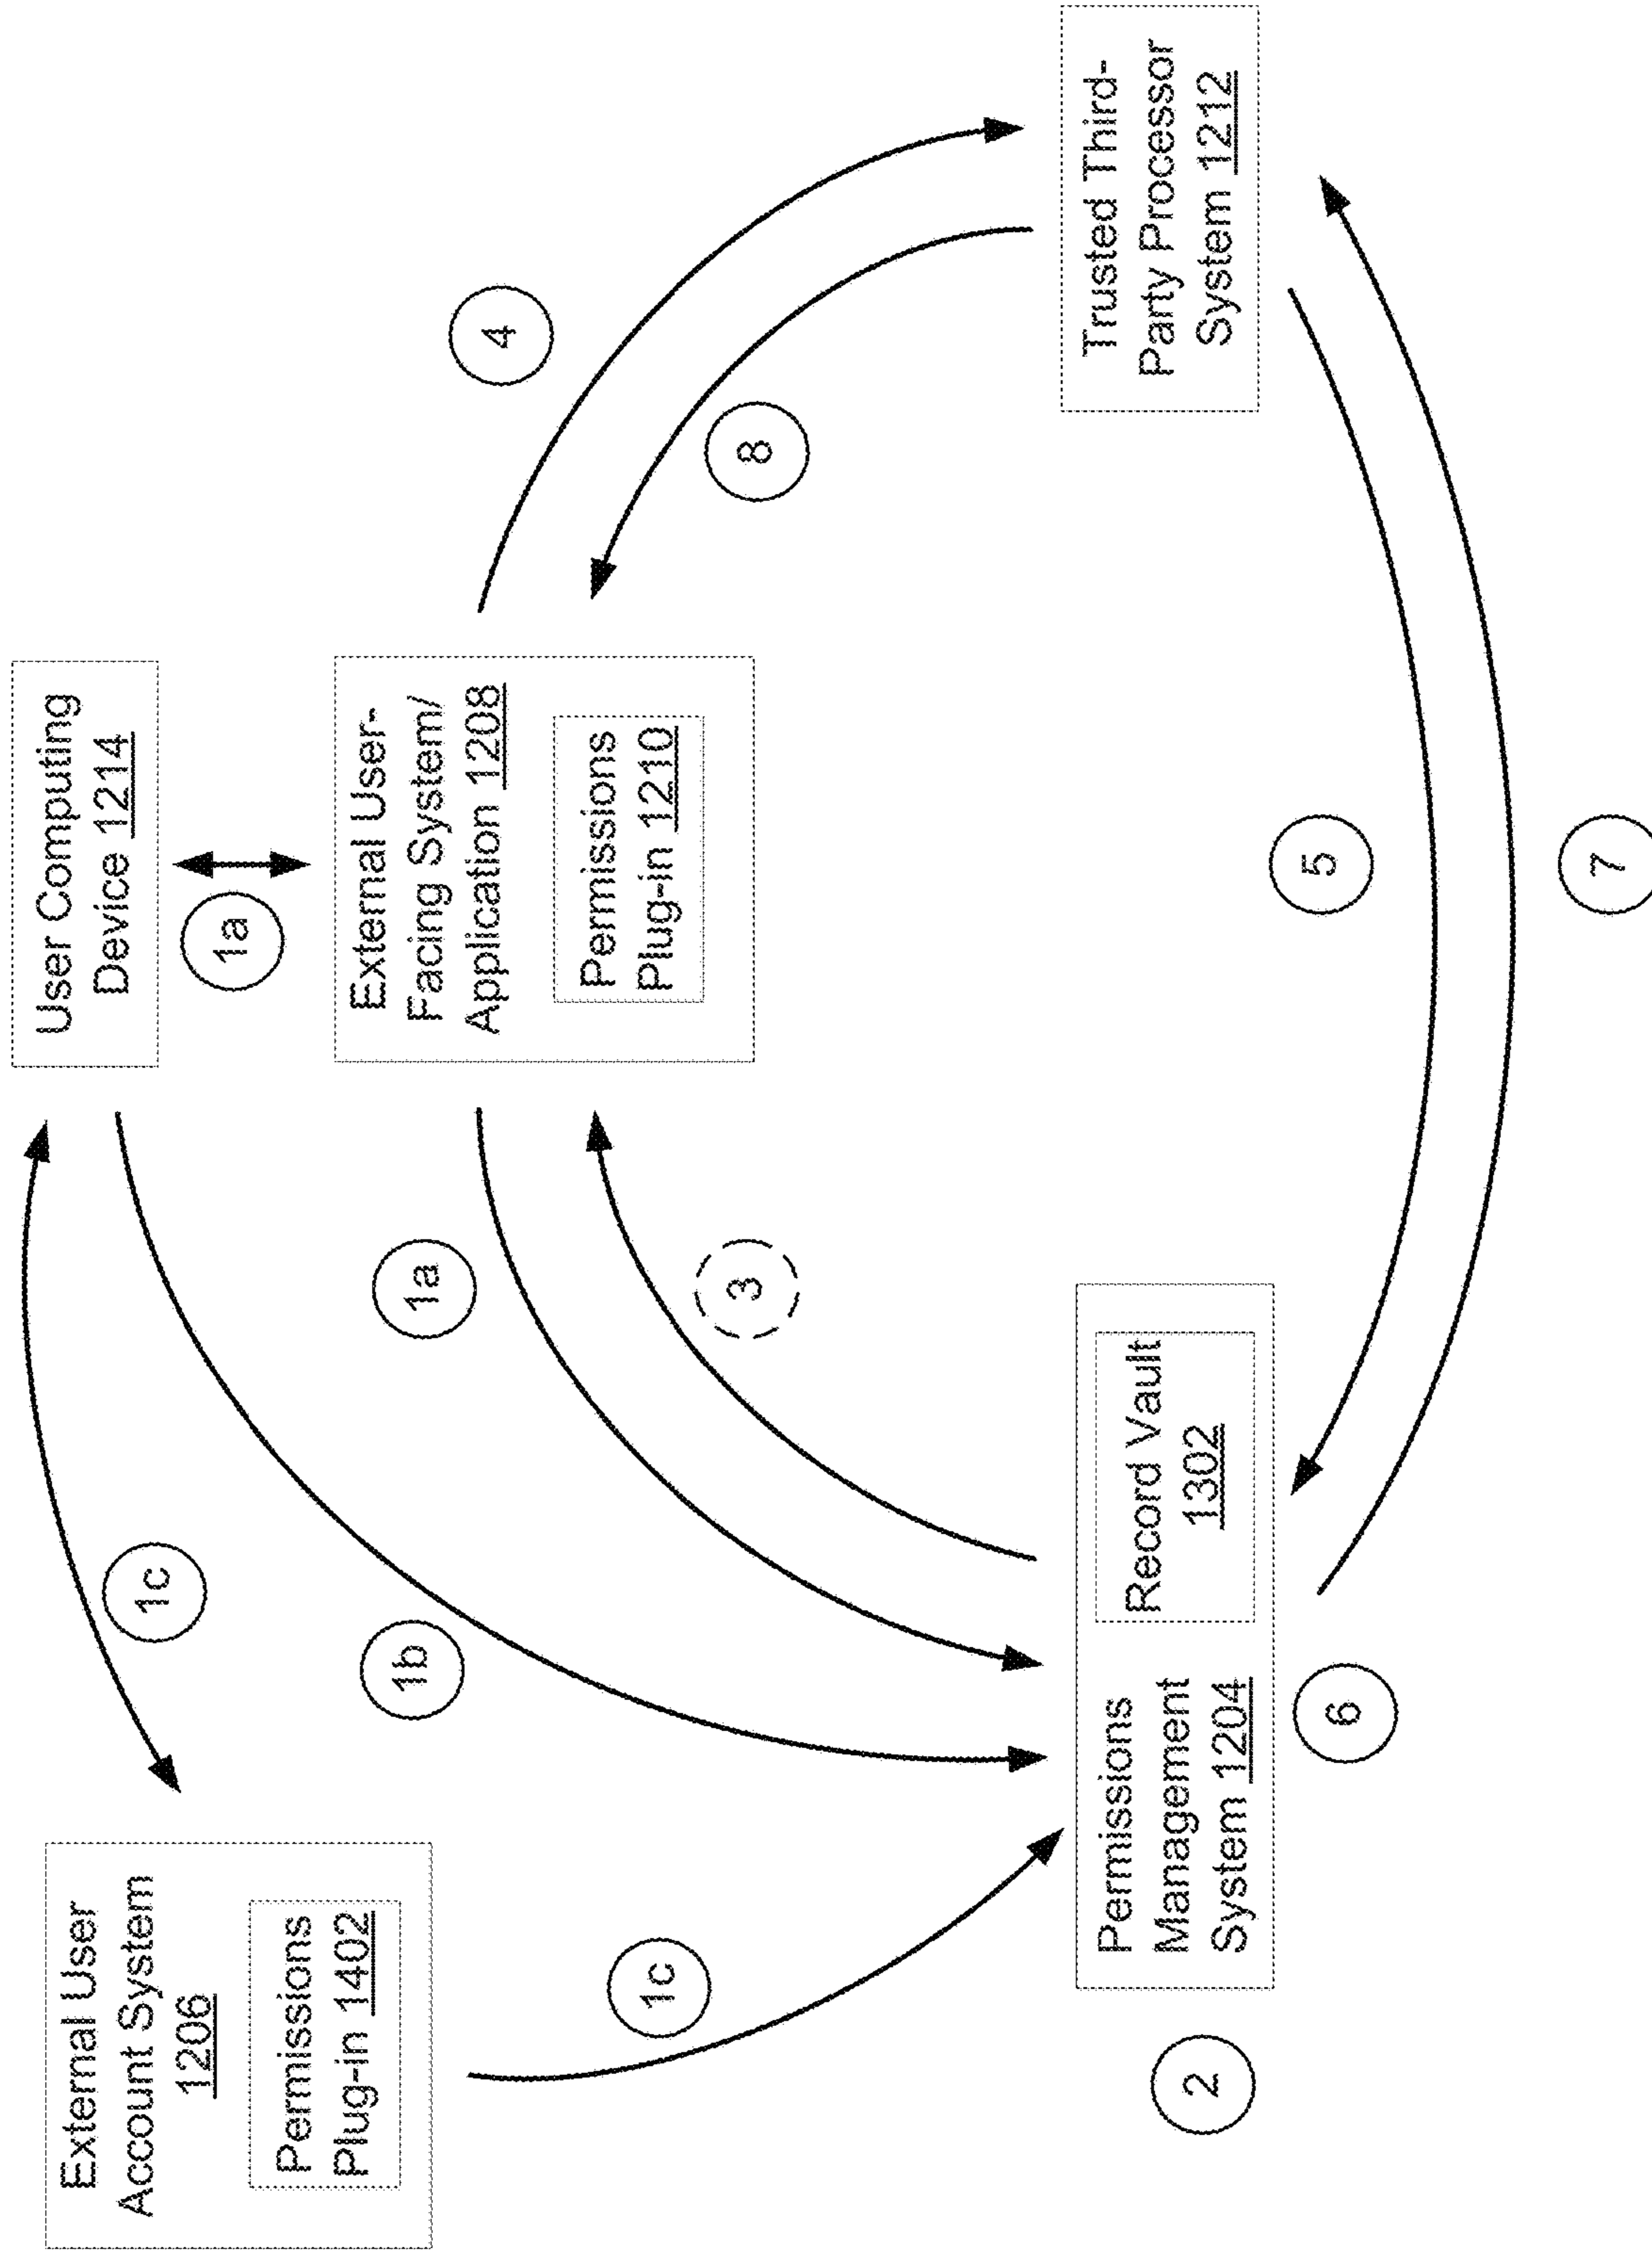 External User
Account System
1206
Permissions
Plug-in 1402
1c
1c
1b
User Computing
Device 1214
1a
External User-
Facing System/
Application 1208
Permissions
Plug-in 1210
1a
3
4
8
Permissions
Management
System 1204
Record Vault
1302
2
6
Trusted Third-
Party Processor
System 1212
5
7